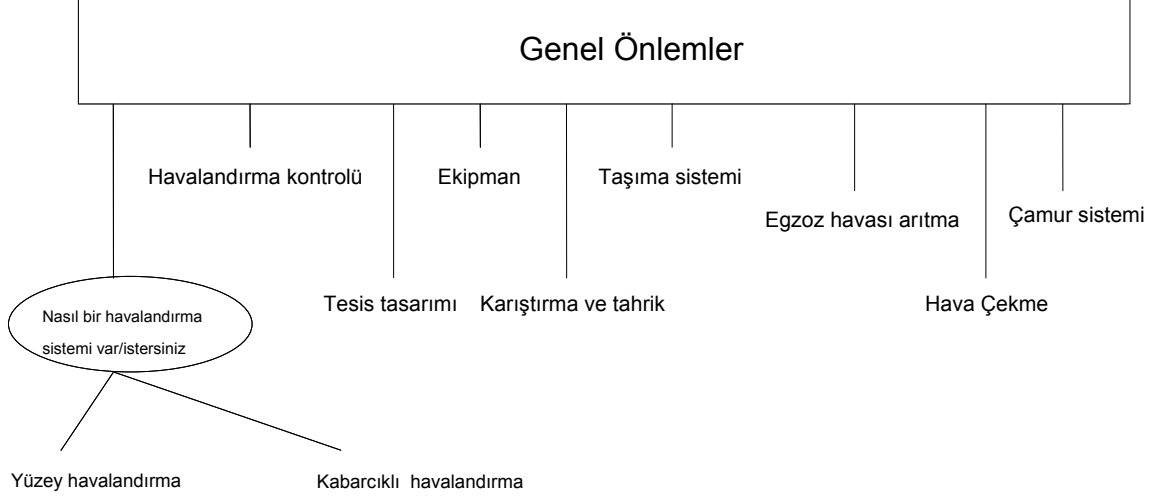 Genel Önlemler
Havalandırma kontrolü
Ekipman
Taşıma sistemi
Egzoz havası arıtma
Çamur sistemi
Tesis tasarımı
Karıştırma ve tahrik
Hava Çekme
Nasıl bir havalandırma
sistemi var/istersiniz
Yüzey havalandırma
Kabarcıklı havalandırma